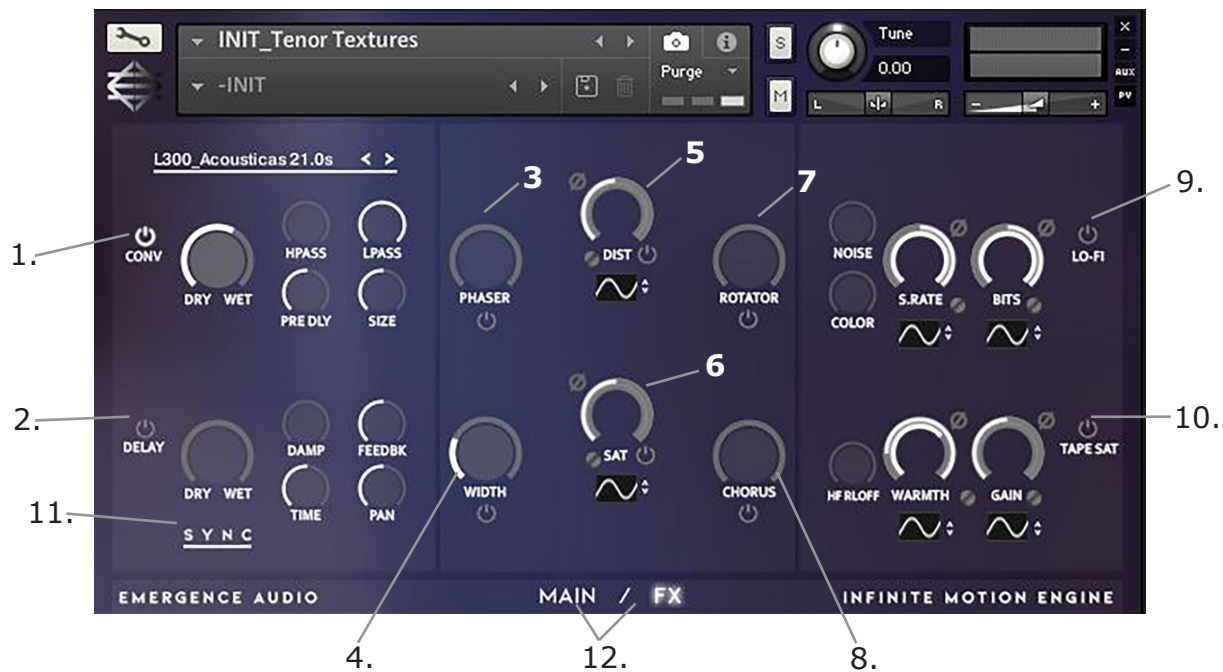 INIT_Tenor Textures
-INIT
Purge
S
M
Tune
0.00
L R
- +
×
-
AUX
PV
L300_Acousticas 21.0s < >
1.
CONV
DRY WET
HPASS
LPASS
PRE DLY
SIZE
2.
DELAY
DRY WET
DAMP
FEEDBK
TIME
PAN
11.
SYNC
3
PHASER
5
DIST
7
ROTATOR
4.
WIDTH
6
SAT
8.
CHORUS
9.
NOISE
COLOR
S.RATE
BITS
LO-FI
10.
HF RLOFF
WARMTH
GAIN
TAPE SAT
EMERGENCE AUDIO
MAIN / FX
INFINITE MOTION ENGINE
12.